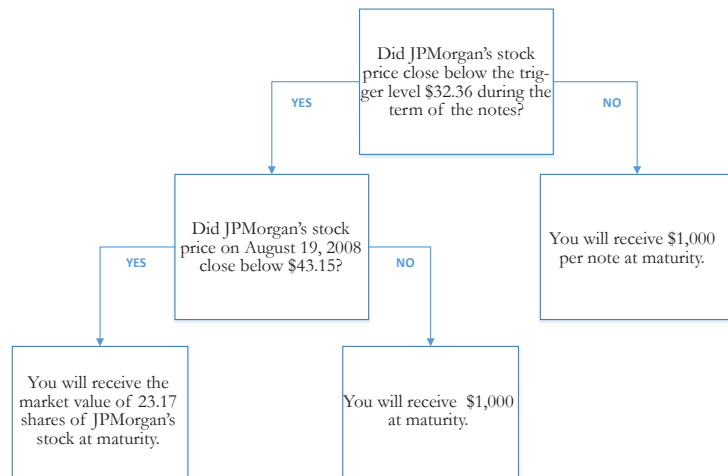 Did JPMorgan's stock
price close below the trig-
ger level $32.36 during the
term of the notes?
YES
NO
Did JPMorgan's stock
price on August 19, 2008
close below $43.15?
You will receive $1,000
per note at maturity.
YES
NO
You will receive the
market value of 23.17
shares of JPMorgan's
stock at maturity.
You will receive $1,000
at maturity.